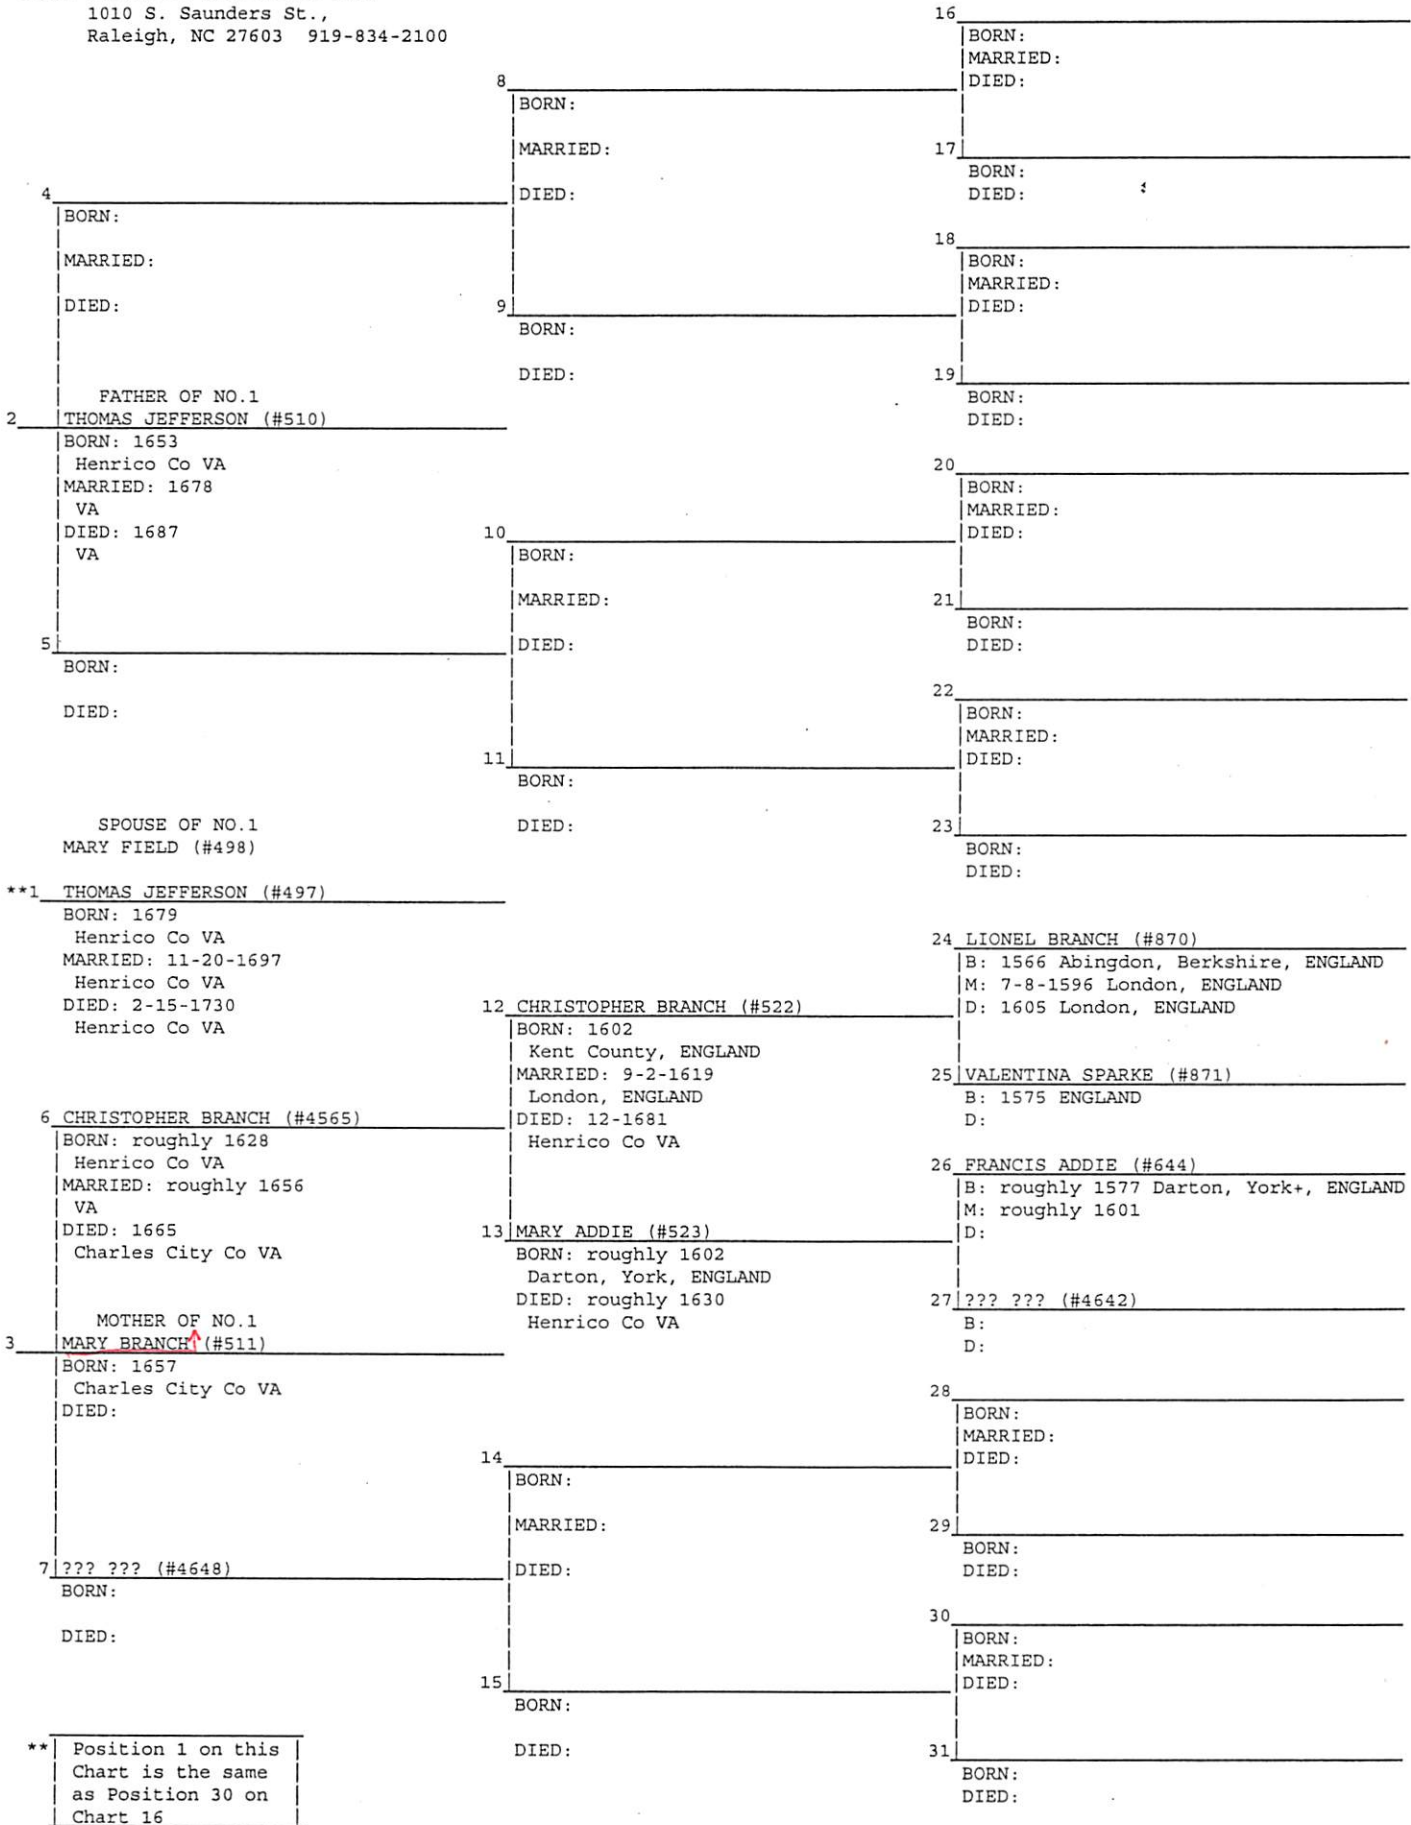 1010 S. Saunders St.,
Raleigh, NC 27603 919-834-2100
16
BORN:
MARRIED:
DIED:
8
BORN:
MARRIED:
DIED:
17
BORN:
DIED:
4
BORN:
MARRIED:
DIED:
18
BORN:
MARRIED:
DIED:
9
BORN:
DIED:
19
BORN:
DIED:
FATHER OF NO.1
2 THOMAS JEFFERSON (#510)
BORN: 1653
Henrico Co VA
MARRIED: 1678
VA
DIED: 1687
VA
20
BORN:
MARRIED:
DIED:
10
BORN:
MARRIED:
DIED:
21
BORN:
DIED:
5
BORN:
DIED:
22
BORN:
MARRIED:
DIED:
11
BORN:
DIED:
23
BORN:
DIED:
SPOUSE OF NO.1
MARY FIELD (#498)
**1 THOMAS JEFFERSON (#497)
BORN: 1679
Henrico Co VA
MARRIED: 11-20-1697
Henrico Co VA
DIED: 2-15-1730
Henrico Co VA
24 LIONEL BRANCH (#870)
B: 1566 Abingdon, Berkshire, ENGLAND
M: 7-8-1596 London, ENGLAND
D: 1605 London, ENGLAND
12 CHRISTOPHER BRANCH (#522)
BORN: 1602
Kent County, ENGLAND
MARRIED: 9-2-1619
London, ENGLAND
DIED: 12-1681
Henrico Co VA
25 VALENTINA SPARKE (#871)
B: 1575 ENGLAND
D:
6 CHRISTOPHER BRANCH (#4565)
BORN: roughly 1628
Henrico Co VA
MARRIED: roughly 1656
VA
DIED: 1665
Charles City Co VA
26 FRANCIS ADDIE (#644)
B: roughly 1577 Darton, York+, ENGLAND
M: roughly 1601
D:
13 MARY ADDIE (#523)
BORN: roughly 1602
Darton, York, ENGLAND
DIED: roughly 1630
Henrico Co VA
27 ??? ??? (#4642)
B:
D:
MOTHER OF NO.1
3 MARY BRANCH (#511)
BORN: 1657
Charles City Co VA
DIED:
28
BORN:
MARRIED:
DIED:
14
BORN:
MARRIED:
DIED:
29
BORN:
DIED:
7 ??? ??? (#4648)
BORN:
DIED:
30
BORN:
MARRIED:
DIED:
15
BORN:
DIED:
31
BORN:
DIED:
** Position 1 on this
Chart is the same
as Position 30 on
Chart 16